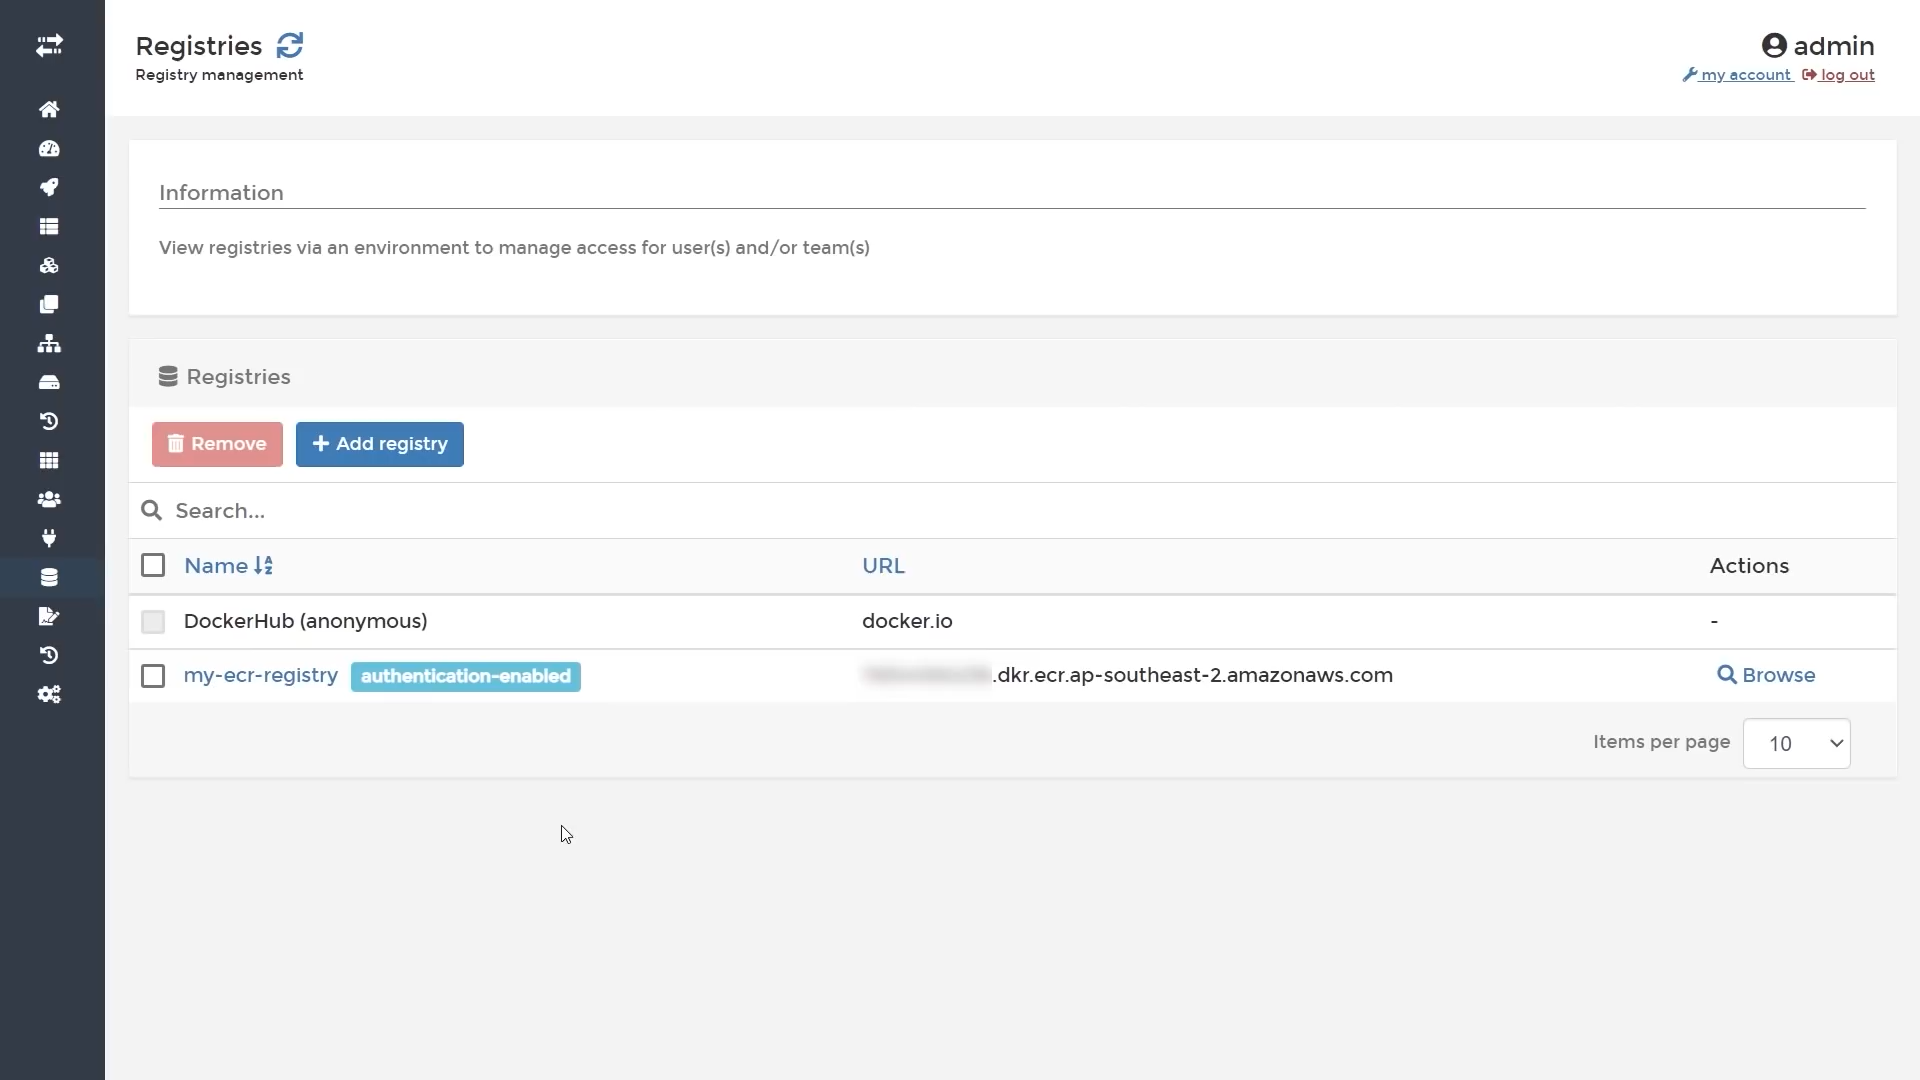 Registries
Registry management
admin
my account log out
Information
View registries via an environment to manage access for user(s) and/or team(s)
Registries
Remove
Add registry
Search...
Name URL Actions
DockerHub (anonymous) docker.io -
my-ecr-registry authentication-enabled .dkr.ecr.ap-southeast-2.amazonaws.com Browse
Items per page 10